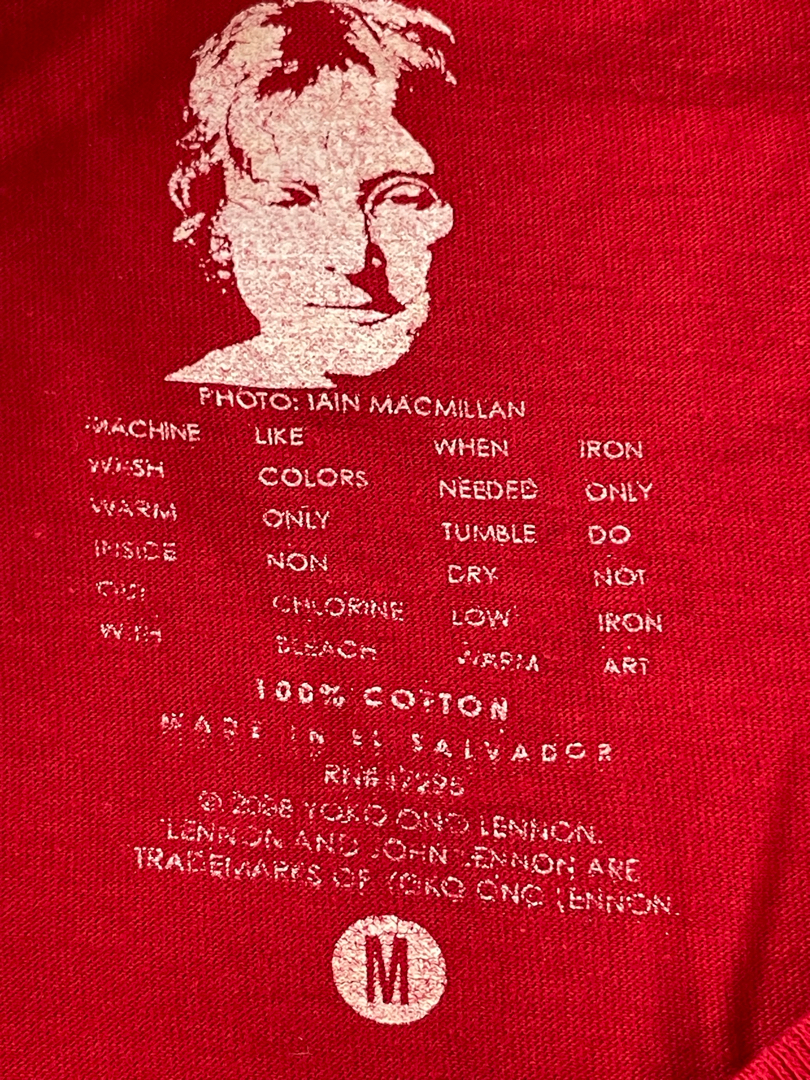 PHOTO: IAIN MACMILLAN
MACHINE LIKE WHEN IRON
WASH COLORS NEEDED ONLY
WARM ONLY TUMBLE DO
INSIDE NON DRY NOT
OUT CHLORINE LOW IRON
WITH BLEACH WARM ART
100% COTTON
MADE IN EL SALVADOR
© 2008 YOKO ONO LENNON.
LENNON AND JOHN LENNON ARE
TRADEMARKS OF YOKO ONO LENNON.
M